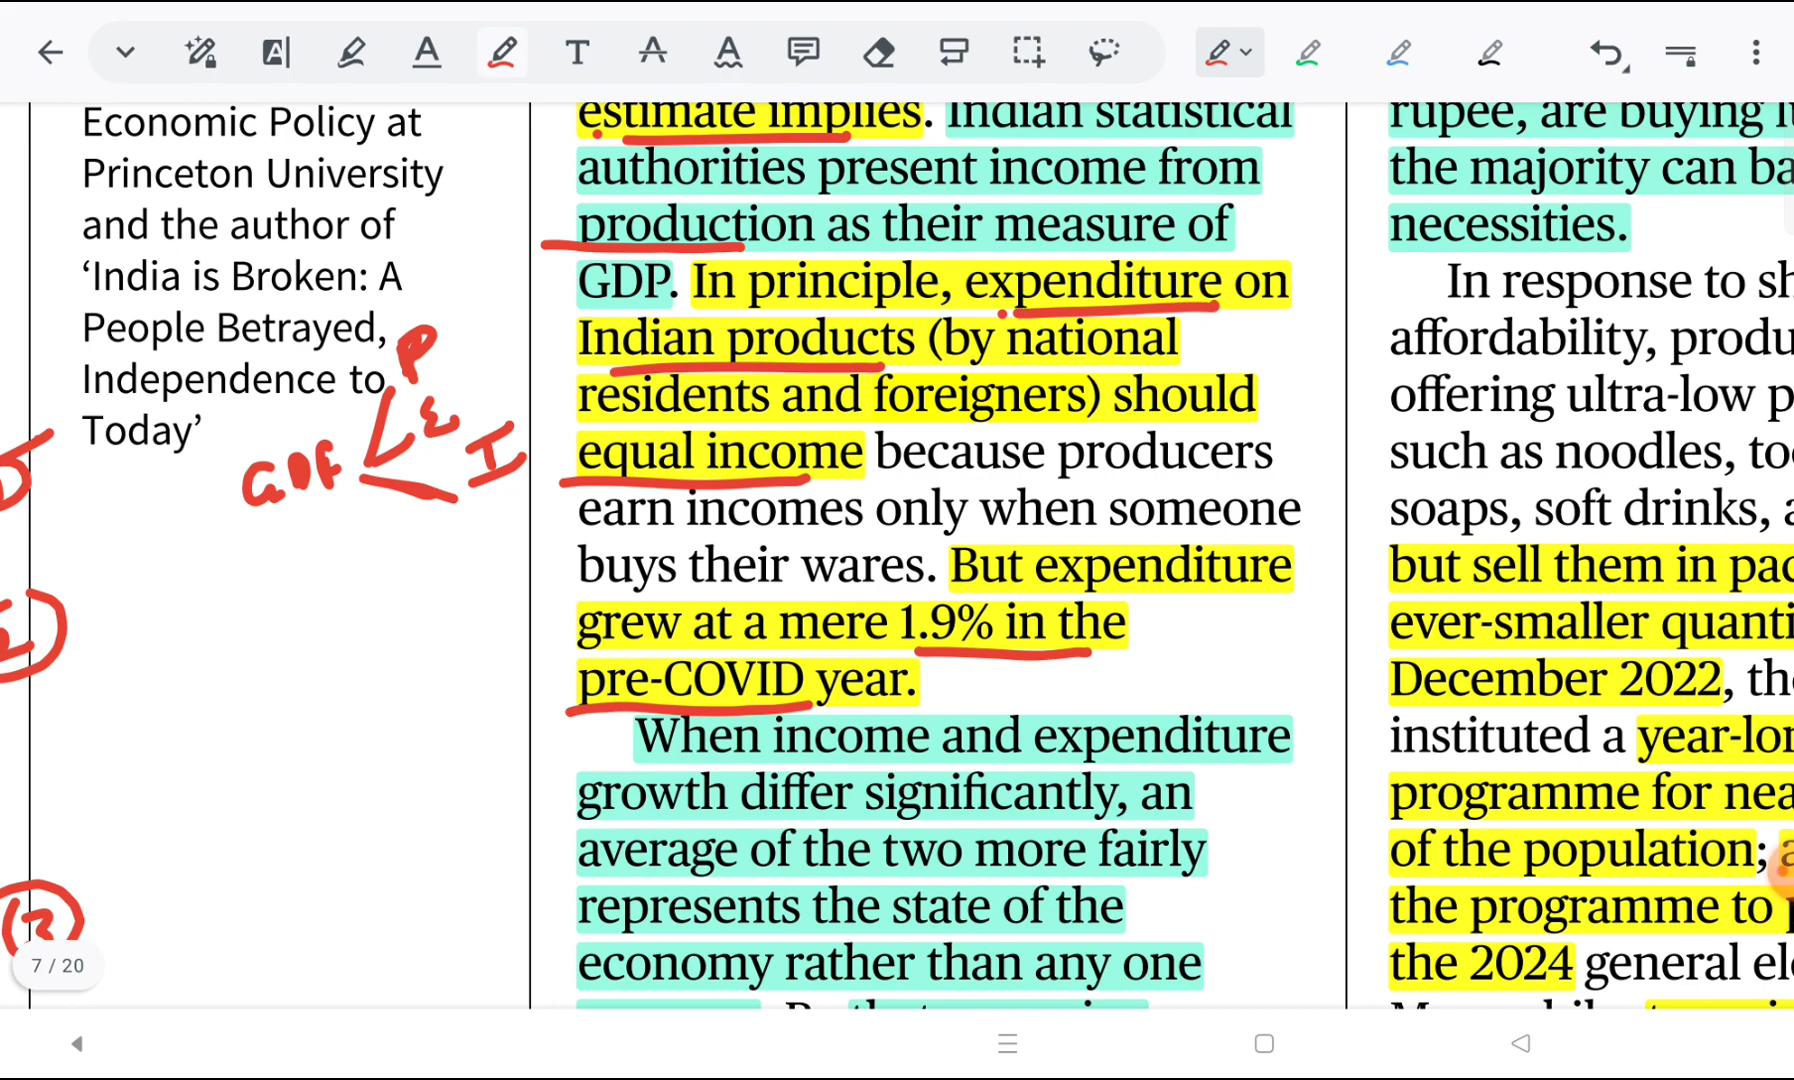 Economic Policy at
Princeton University
and the author of
‘India is Broken: A
People Betrayed,
Independence to
Today’
P
E
I
GDP
7 / 20
estimate implies. Indian statistical
authorities present income from
production as their measure of
GDP. In principle, expenditure on
Indian products (by national
residents and foreigners) should
equal income because producers
earn incomes only when someone
buys their wares. But expenditure
grew at a mere 1.9% in the
pre-COVID year.
When income and expenditure
growth differ significantly, an
average of the two more fairly
represents the state of the
economy rather than any one
rupee, are buying
the majority can ba
necessities.
In response to sh
affordability, produ
offering ultra-low p
such as noodles, too
soaps, soft drinks, a
but sell them in pac
ever-smaller quanti
December 2022, the
instituted a year-lon
programme for nea
of the population; a
the programme to p
the 2024 general ele